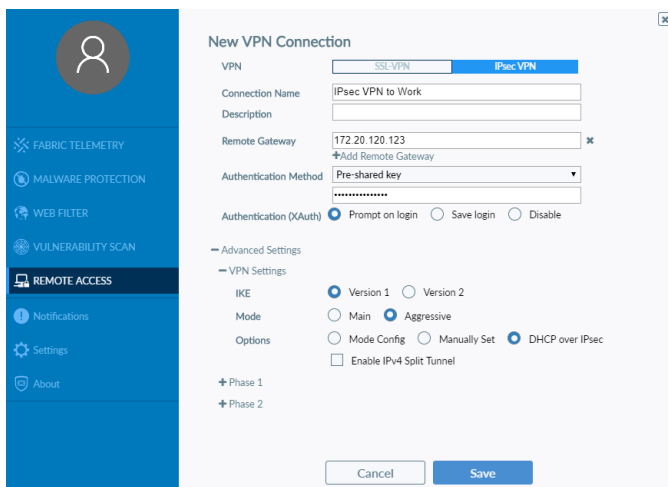 New VPN Connection
VPN SSL-VPN IPsec VPN
Connection Name IPsec VPN to Work
Description
Remote Gateway 172.20.120.123
+Add Remote Gateway
Authentication Method Pre-shared key
•••••••••••••••
Authentication (XAuth) Prompt on login Save login Disable
Advanced Settings
VPN Settings
IKE Version 1 Version 2
Mode Main Aggressive
Options Mode Config Manually Set DHCP over IPsec
Enable IPv4 Split Tunnel
+ Phase 1
+ Phase 2
Cancel Save
FABRIC TELEMETRY
MALWARE PROTECTION
WEB FILTER
VULNERABILITY SCAN
REMOTE ACCESS
Notifications
Settings
About